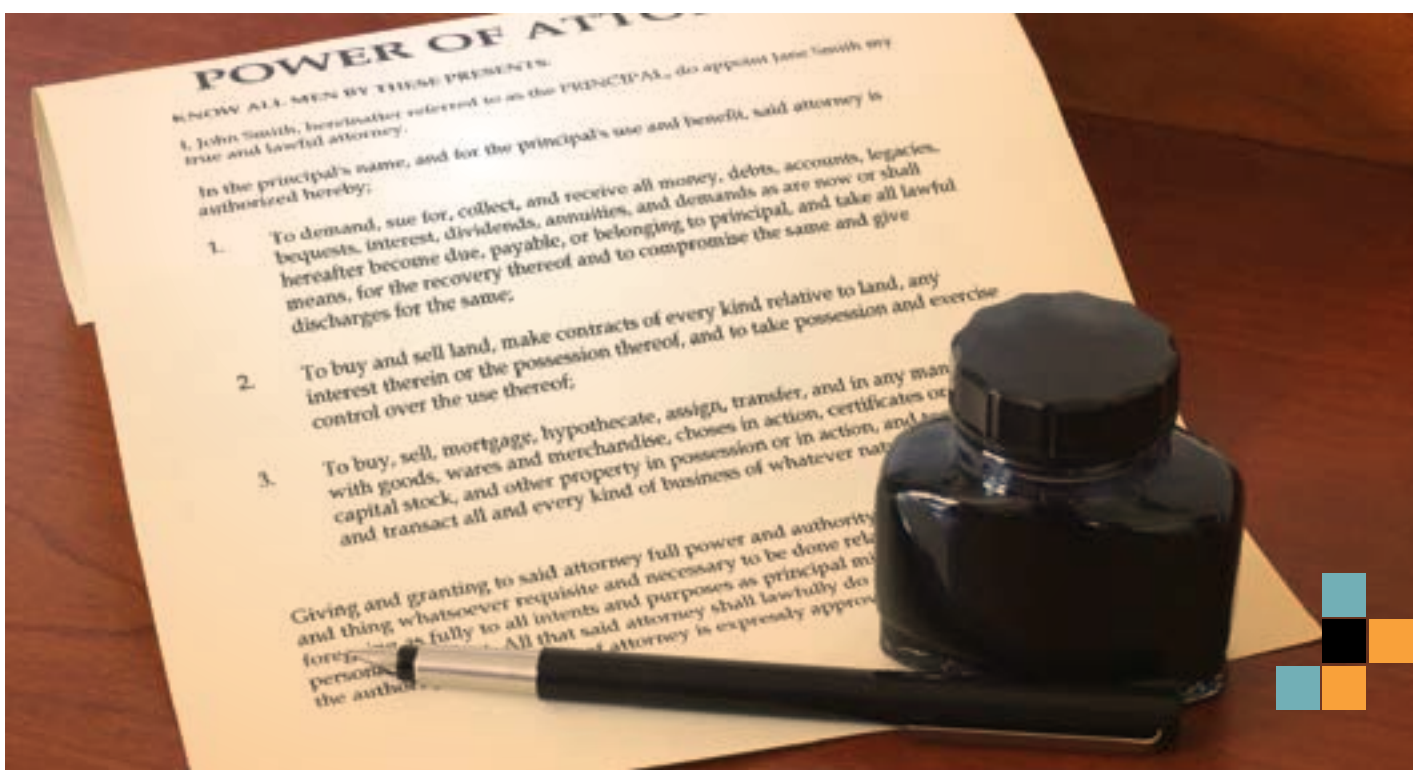 POWER OF ATTO
KNOW ALL MEN BY THESE PRESENTS,
I, John Smith, hereinafter referred to as the PRINCIPAL, do appoint Jane Smith my
true and lawful attorney.
In the principal's name, and for the principal's use and benefit, said attorney is
authorized hereby;
1. To demand, sue for, collect, and receive all money, debts, accounts, legacies,
bequests, interest, dividends, annuities, and demands as are now or shall
hereafter become due, payable, or belonging to principal, and take all lawful
means, for the recovery thereof and to compromise the same and give
discharges for the same;
2. To buy and sell land, make contracts of every kind relative to land, any
interest therein or the possession thereof, and to take possession and exercise
control over the use thereof;
3. To buy, sell, mortgage, hypothecate, assign, transfer, and in any man
with goods, wares and merchandise, choses in action, certificates or
capital stock, and other property in possession or in action, and
and transact all and every kind of business of whatever nat
Giving and granting to said attorney full power and authority
and thing whatsoever requisite and necessary to be done rel
as fully to all intents and purposes as principal mi
person All that said attorney shall lawfully do
the author attorney is expressly approv